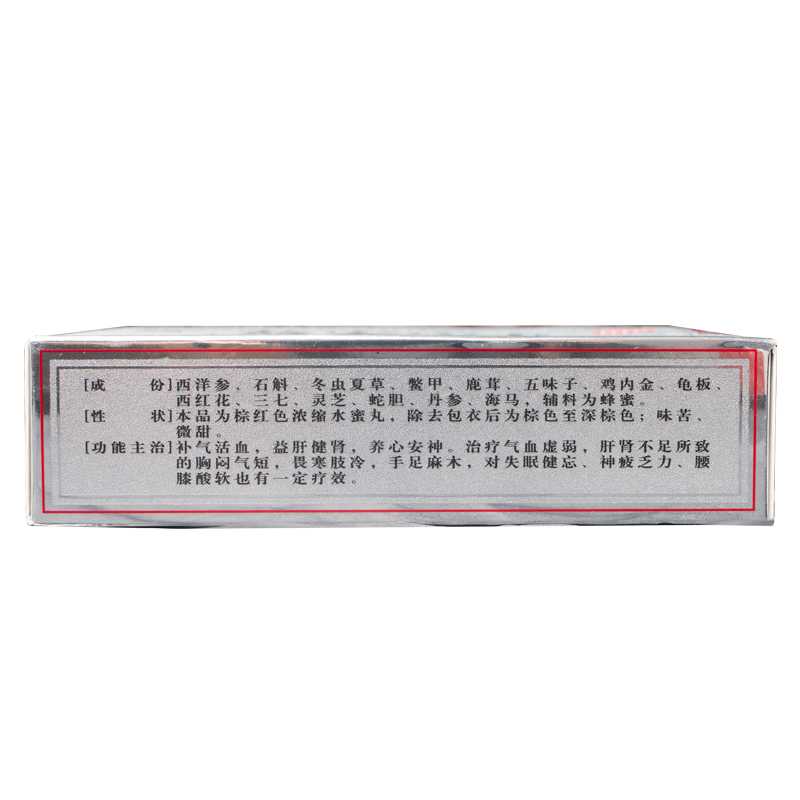 [成　份]西洋参、石斛、冬虫夏草、鳖甲、鹿茸、五味子、鸡内金、龟板、
西红花、三七、灵芝、蛇胆、丹参、海马，辅料为蜂蜜。
[性　状]本品为棕红色浓缩水蜜丸，除去包衣后为棕色至深棕色；味苦、
微甜。
[功能主治]补气活血，益肝健肾，养心安神。治疗气血虚弱，肝肾不足所致
的胸闷气短，畏寒肢冷，手足麻木，对失眠健忘、神疲乏力、腰
膝酸软也有一定疗效。